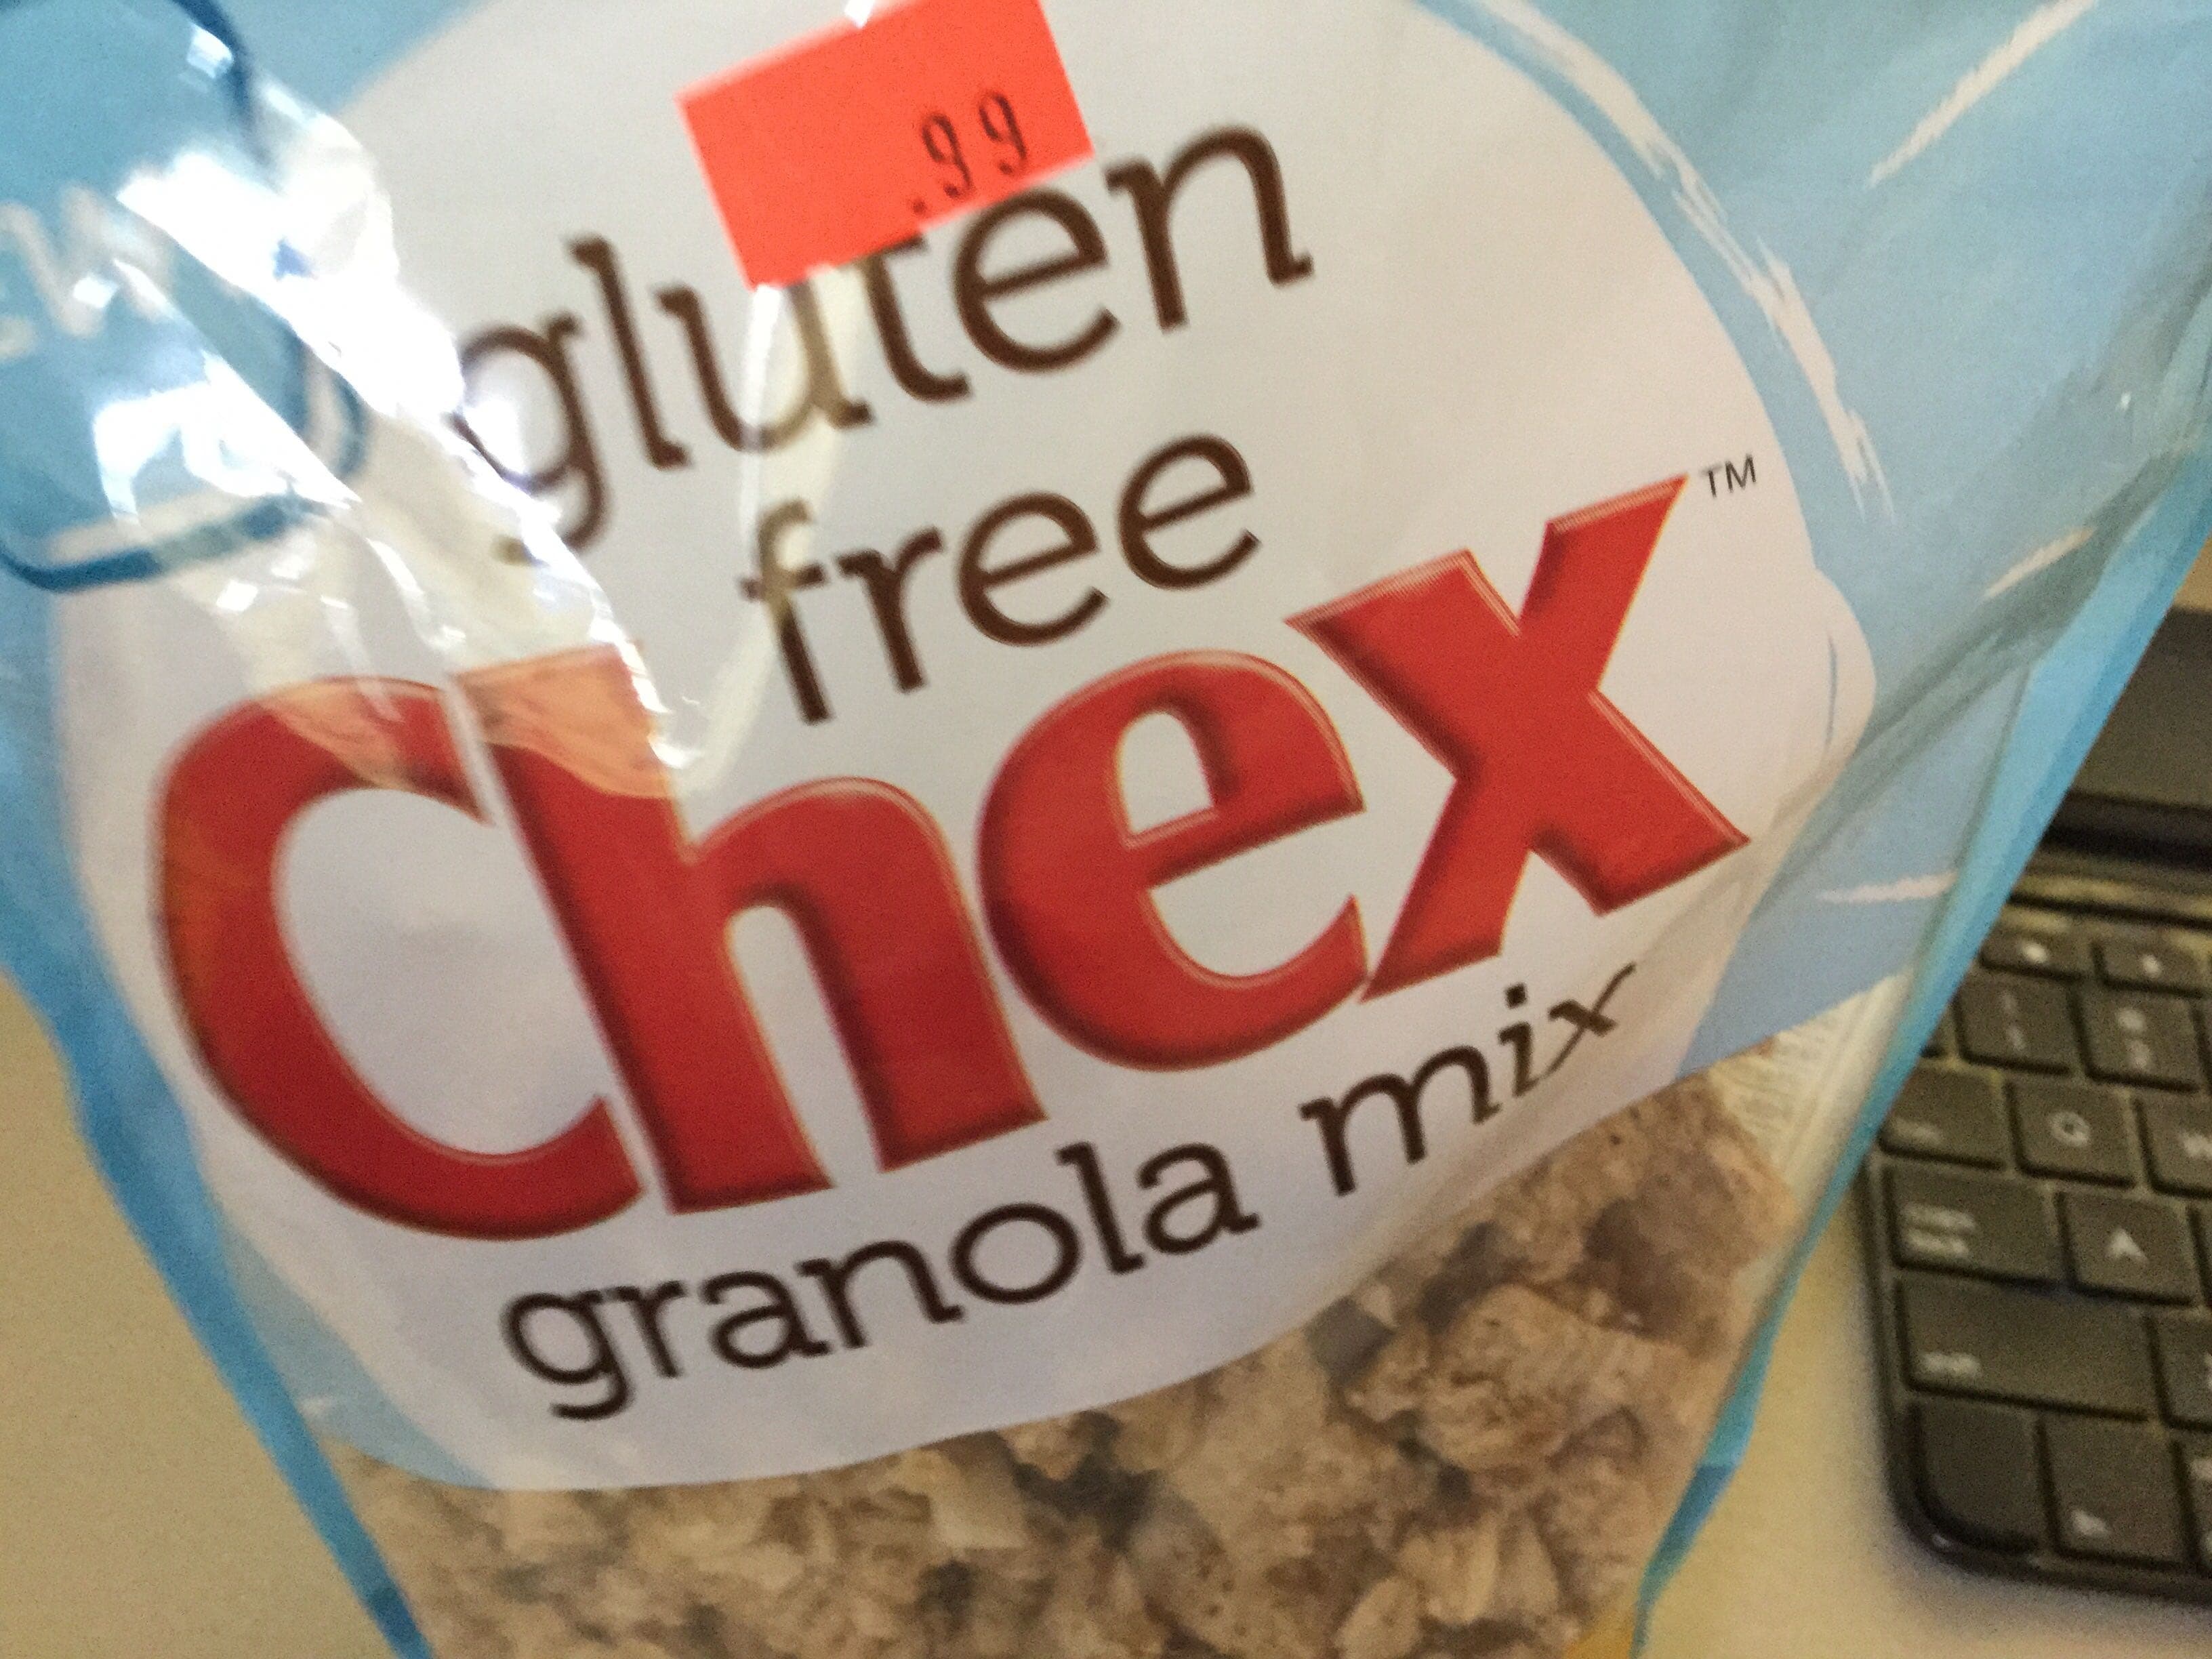 .99
gluten
free
Chex™
granola mix
Q
A